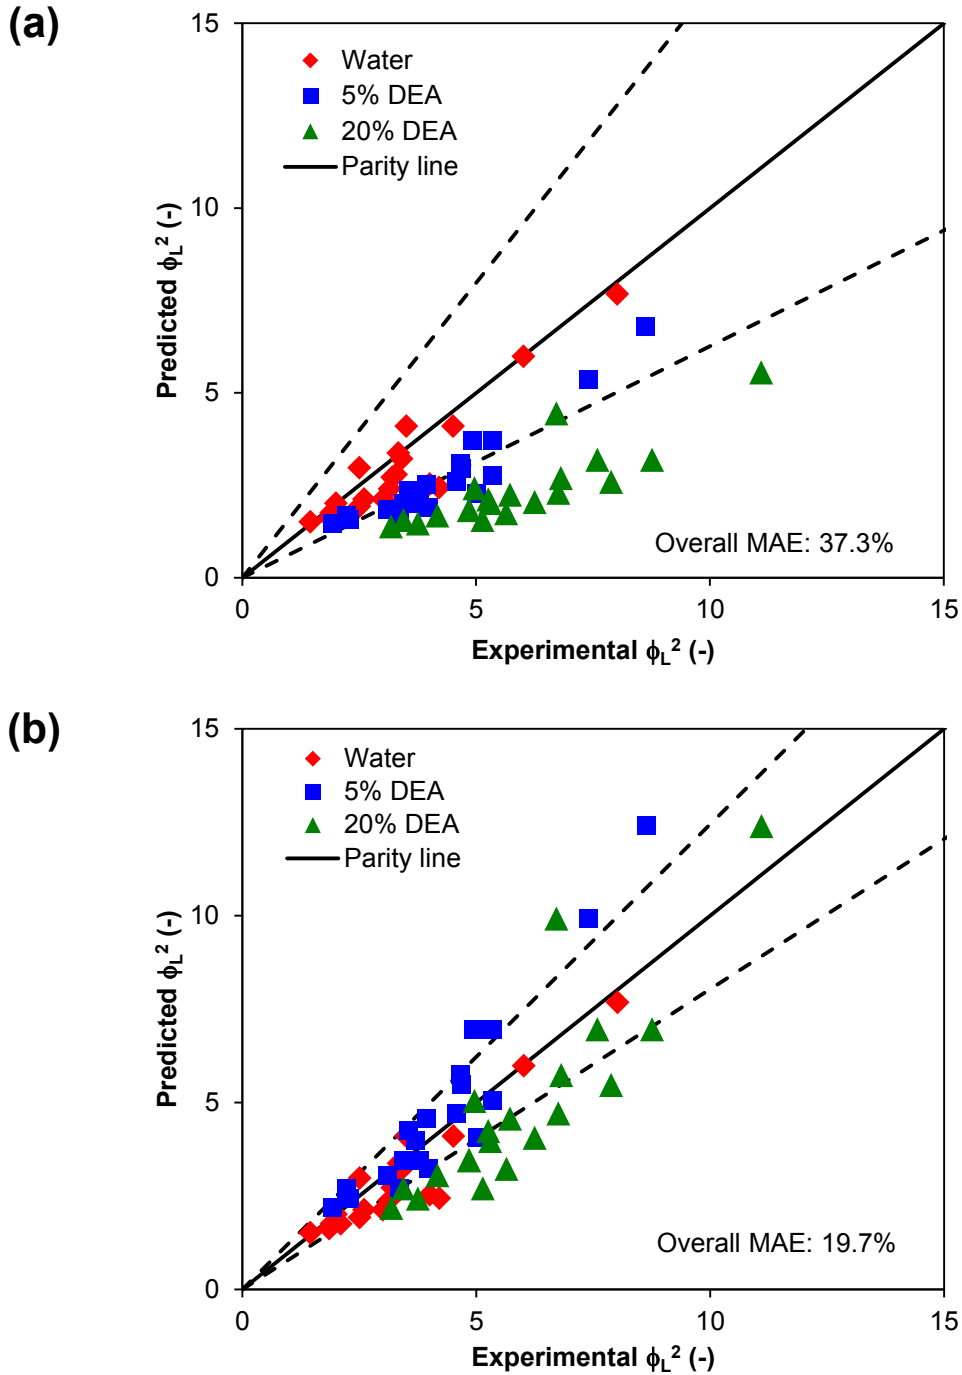 (a)
15
Water
5% DEA
20% DEA
Parity line
10
Predicted ϕL² (-)
5
Overall MAE: 37.3%
0
0 5 10 15
Experimental ϕL² (-)
(b)
15
Water
5% DEA
20% DEA
Parity line
10
Predicted ϕL² (-)
5
Overall MAE: 19.7%
0
0 5 10 15
Experimental ϕL² (-)